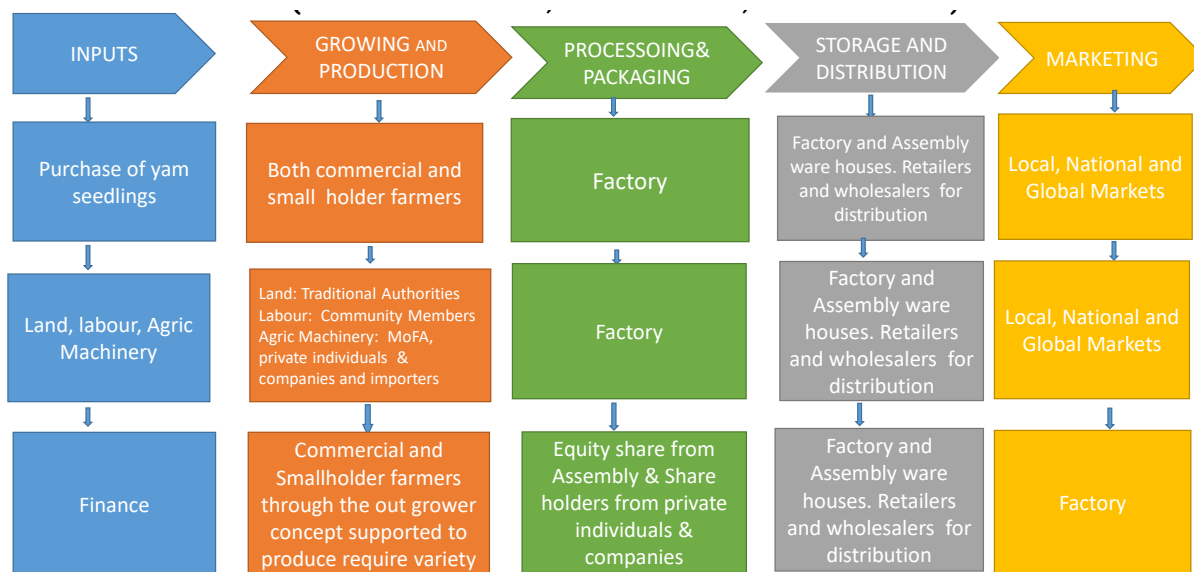 INPUTS
GROWING AND
PRODUCTION
PROCESSOING&
PACKAGING
STORAGE AND
DISTRIBUTION
MARKETING
Purchase of yam
seedlings
Both commercial and
small holder farmers
Factory
Factory and Assembly
ware houses. Retailers
and wholesalers for
distribution
Local, National and
Global Markets
Land, labour, Agric
Machinery
Land: Traditional Authorities
Labour: Community Members
Agric Machinery: MoFA,
private individuals &
companies and importers
Factory
Factory and
Assembly ware
houses. Retailers
and wholesalers for
distribution
Local, National and
Global Markets
Finance
Commercial and
Smallholder farmers
through the out grower
concept supported to
produce require variety
Equity share from
Assembly & Share
holders from private
individuals &
companies
Factory and
Assembly ware
houses. Retailers
and wholesalers for
distribution
Factory